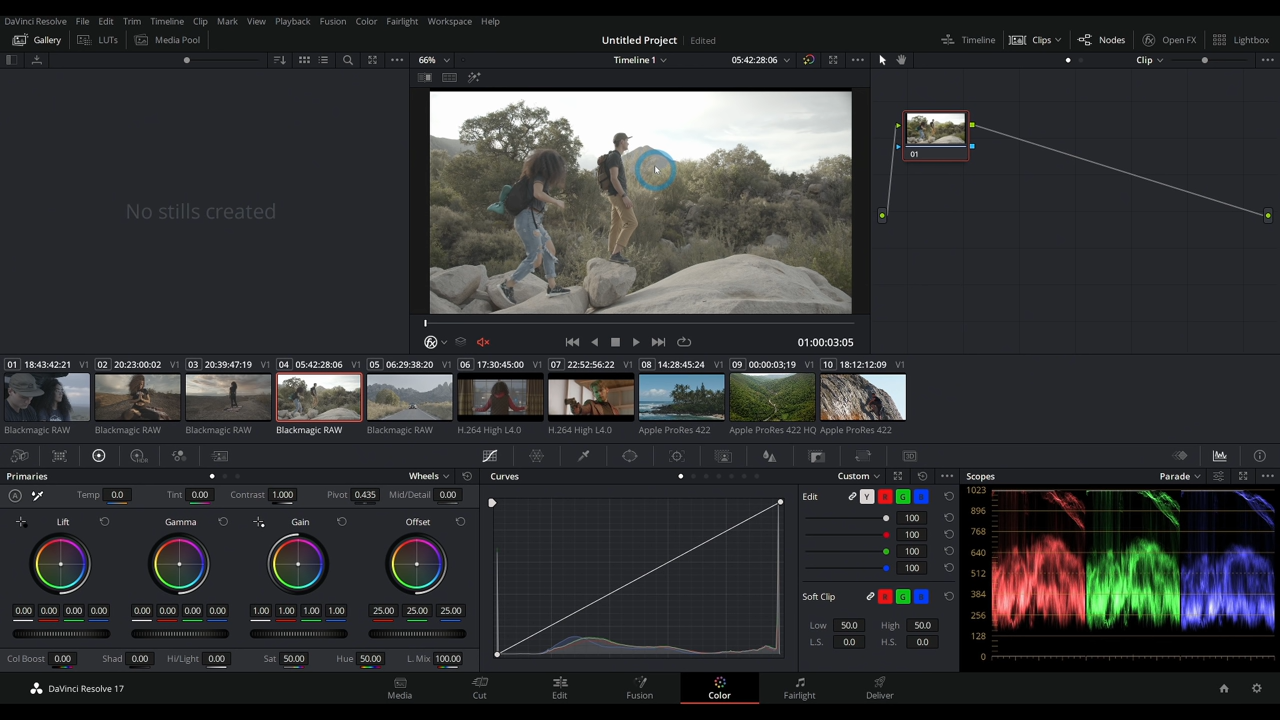 DaVinci Resolve File Edit Trim Timeline Clip Mark View Playback Fusion Color Fairlight Workspace Help
Gallery LUTs Media Pool Untitled Project Edited Timeline Clips Nodes Open FX Lightbox
66% Timeline 1 05:42:28:06 Clip
01
No stills created
01:00:03:05
01 18:43:42:21 V1 02 20:23:00:02 V1 03 20:39:47:19 V1 04 05:42:28:06 V1 05 06:29:38:20 V1 06 17:30:45:00 V1 07 22:52:56:22 V1 08 14:28:45:24 V1 09 00:00:03;19 V1 10 18:12:12:09 V1
Blackmagic RAW Blackmagic RAW Blackmagic RAW Blackmagic RAW Blackmagic RAW H.264 High L4.0 H.264 High L4.0 Apple ProRes 422 Apple ProRes 422 HQ Apple ProRes 422
Primaries Wheels Curves Custom Scopes Parade
A Temp 0.0 Tint 0.00 Contrast 1.000 Pivot 0.435 Mid/Detail 0.00
Edit Y R G B
Lift Gamma Gain Offset
100
100
100
100
Soft Clip R G B
0.00 0.00 0.00 0.00 0.00 0.00 0.00 0.00 1.00 1.00 1.00 1.00 25.00 25.00 25.00
Low 50.0 High 50.0
L.S. 0.0 H.S. 0.0
Col Boost 0.00 Shad 0.00 Hi/Light 0.00 Sat 50.00 Hue 50.00 L. Mix 100.00
1023
896
768
640
512
384
256
128
0
DaVinci Resolve 17 Media Cut Edit Fusion Color Fairlight Deliver